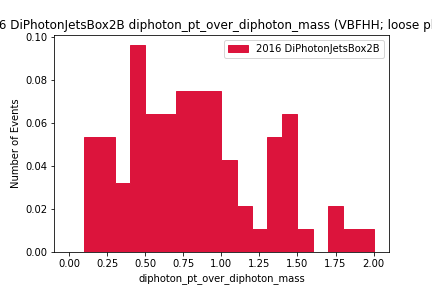 6 DiPhotonJetsBox2B diphoton_pt_over_diphoton_mass (VBFHH; loose p
2016 DiPhotonJetsBox2B
Number of Events
0.10
0.08
0.06
0.04
0.02
0.00
0.00 0.25 0.50 0.75 1.00 1.25 1.50 1.75 2.00
diphoton_pt_over_diphoton_mass